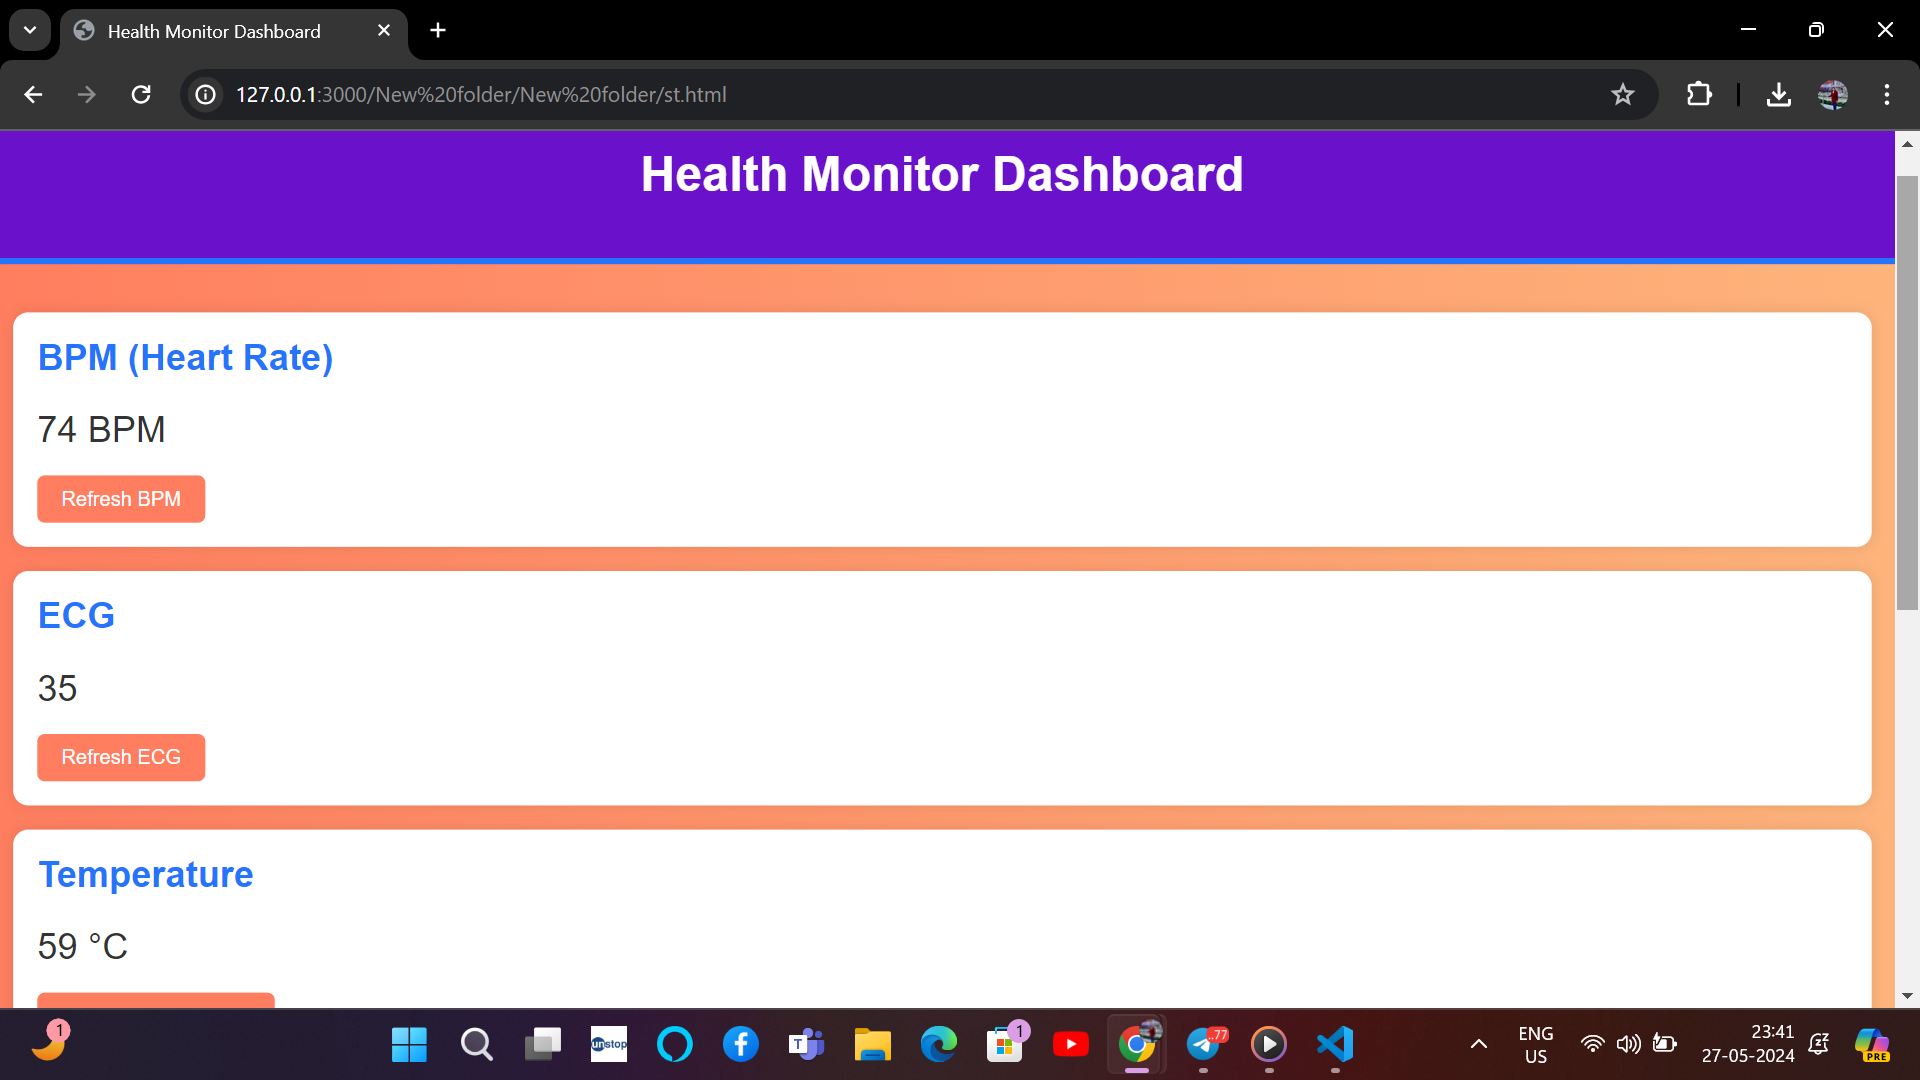 Health Monitor Dashboard
127.0.0.1:3000/New%20folder/New%20folder/st.html
Health Monitor Dashboard
BPM (Heart Rate)
74 BPM
Refresh BPM
ECG
35
Refresh ECG
Temperature
59 °C
1
unstop
T
1
..77
ENG
US
23:41
27-05-2024
PRE